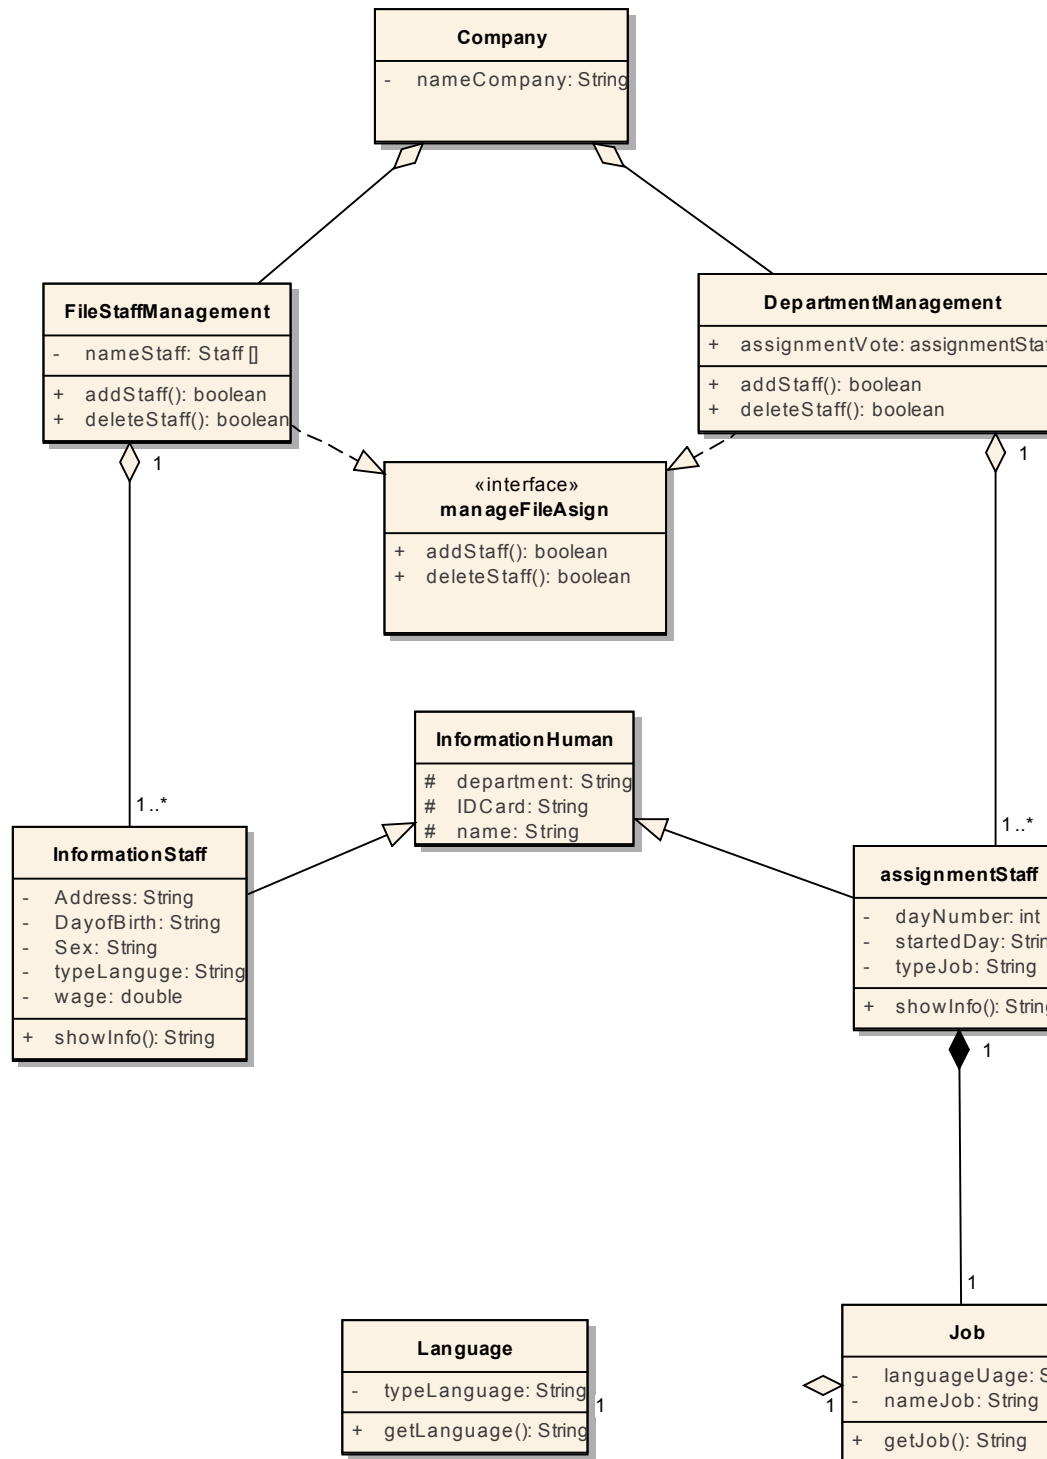 Company
- nameCompany: String
FileStaffManagement
- nameStaff: Staff []
+ addStaff(): boolean
+ deleteStaff(): boolean
1
DepartmentManagement
+ assignmentVote: assignmentStaf
+ addStaff(): boolean
+ deleteStaff(): boolean
1
«interface»
manageFileAsign
+ addStaff(): boolean
+ deleteStaff(): boolean
InformationHuman
# department: String
# IDCard: String
# name: String
1..*
InformationStaff
- Address: String
- DayofBirth: String
- Sex: String
- typeLanguge: String
- wage: double
+ showInfo(): String
1..*
assignmentStaff
- dayNumber: int
- startedDay: Strin
- typeJob: String
+ showInfo(): String
1
1
Language
- typeLanguage: String
+ getLanguage(): String
1
Job
- languageUage: S
- nameJob: String
+ getJob(): String
1